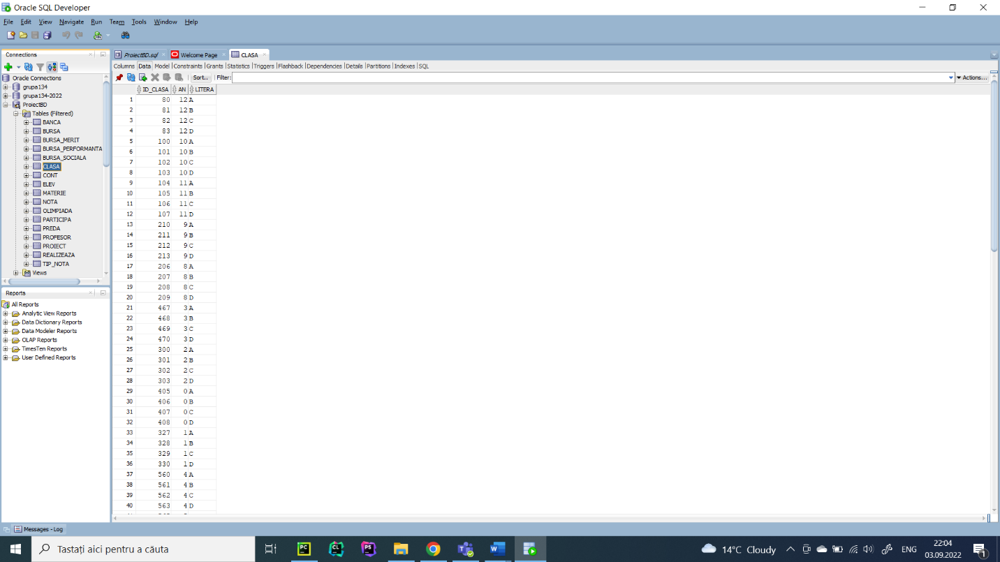 Oracle SQL Developer
File Edit View Navigate Run Team Tools Window Help
Connections
Oracle Connections
grupa134
grupa134-2022
ProiectBD
Tables (Filtered)
BANCA
BURSA
BURSA_MERIT
BURSA_PERFORMANTA
BURSA_SOCIALA
CLASA
CONT
ELEV
MATERIE
NOTA
OLIMPIADA
PARTICIPA
PREDA
PROFESOR
PROIECT
REALIZEAZA
TIP_NOTA
Views
Reports
All Reports
Analytic View Reports
Data Dictionary Reports
Data Modeler Reports
OLAP Reports
TimesTen Reports
User Defined Reports
ProiectBD.sql Welcome Page CLASA
Columns Data Model Constraints Grants Statistics Triggers Flashback Dependencies Details Partitions Indexes SQL
Sort.. Filter: Actions...
ID_CLASA AN LITERA
1 80 12 A
2 81 12 B
3 82 12 C
4 83 12 D
5 100 10 A
6 101 10 B
7 102 10 C
8 103 10 D
9 104 11 A
10 105 11 B
11 106 11 C
12 107 11 D
13 210 9 A
14 211 9 B
15 212 9 C
16 213 9 D
17 206 8 A
18 207 8 B
19 208 8 C
20 209 8 D
21 467 3 A
22 468 3 B
23 469 3 C
24 470 3 D
25 300 2 A
26 301 2 B
27 302 2 C
28 303 2 D
29 405 0 A
30 406 0 B
31 407 0 C
32 408 0 D
33 327 1 A
34 328 1 B
35 329 1 C
36 330 1 D
37 560 4 A
38 561 4 B
39 562 4 C
40 563 4 D
Messages - Log
Tastați aici pentru a căuta
PC CL PS W
14°C Cloudy ENG
22:04
03.09.2022
1